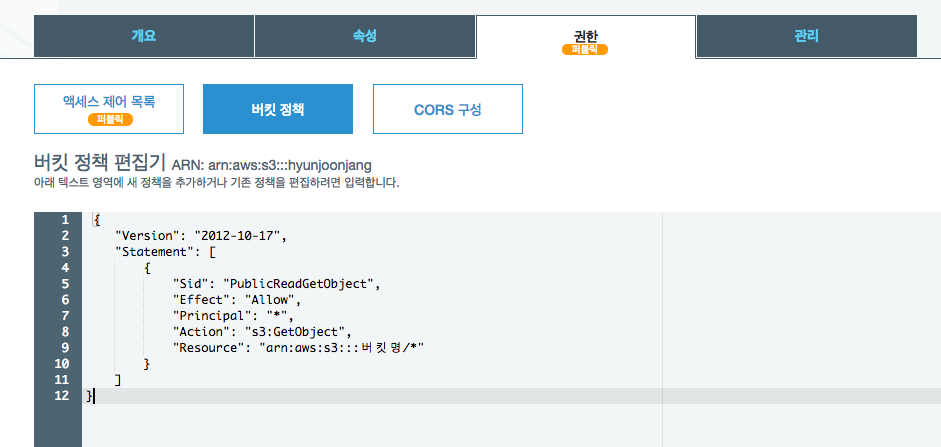 개요
속성
권한
퍼블릭
관리
액세스 제어 목록
퍼블릭
버킷 정책
CORS 구성
버킷 정책 편집기 ARN: arn:aws:s3:::hyunjoonjang
아래 텍스트 영역에 새 정책을 추가하거나 기존 정책을 편집하려면 입력합니다.
1 {
2 "Version": "2012-10-17",
3 "Statement": [
4 {
5 "Sid": "PublicReadGetObject",
6 "Effect": "Allow",
7 "Principal": "*",
8 "Action": "s3:GetObject",
9 "Resource": "arn:aws:s3:::버킷명/*"
10 }
11 ]
12 }